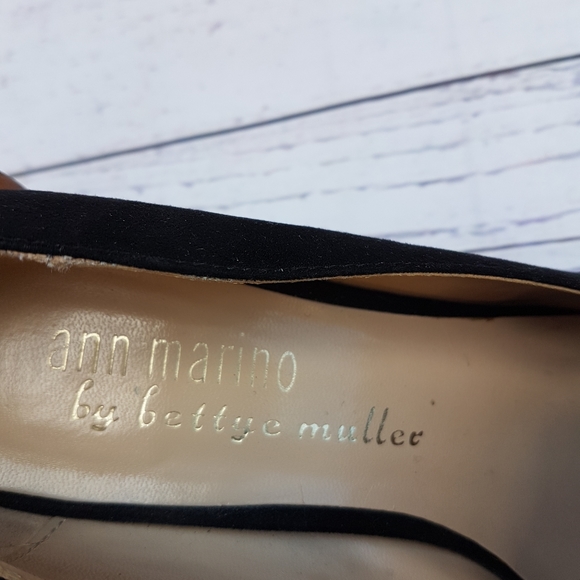 ann marino
by bettye muller